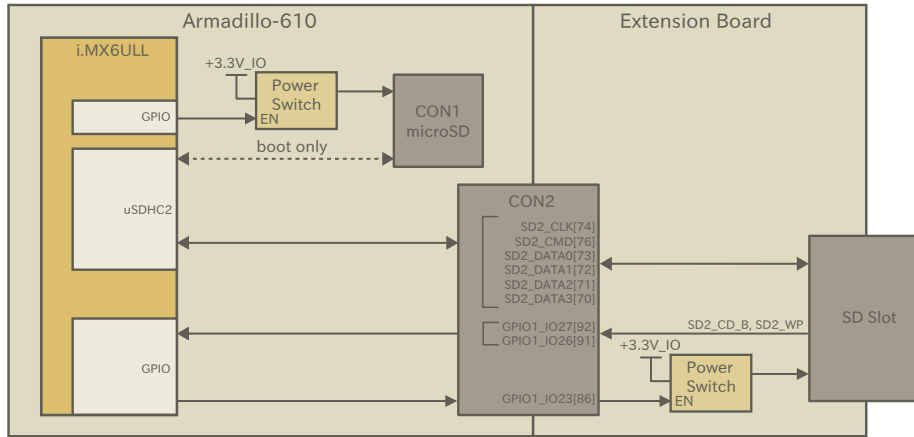 Armadillo-610
Extension Board
i.MX6ULL
+3.3V_IO
Power
Switch
EN
GPIO
CON1
microSD
boot only
uSDHC2
CON2
SD2_CLK[74]
SD2_CMD[76]
SD2_DATA0[73]
SD2_DATA1[72]
SD2_DATA2[71]
SD2_DATA3[70]
GPIO1_IO27[92]
GPIO1_IO26[91]
SD2_CD_B, SD2_WP
SD Slot
+3.3V_IO
Power
Switch
EN
GPIO
GPIO1_IO23[86]